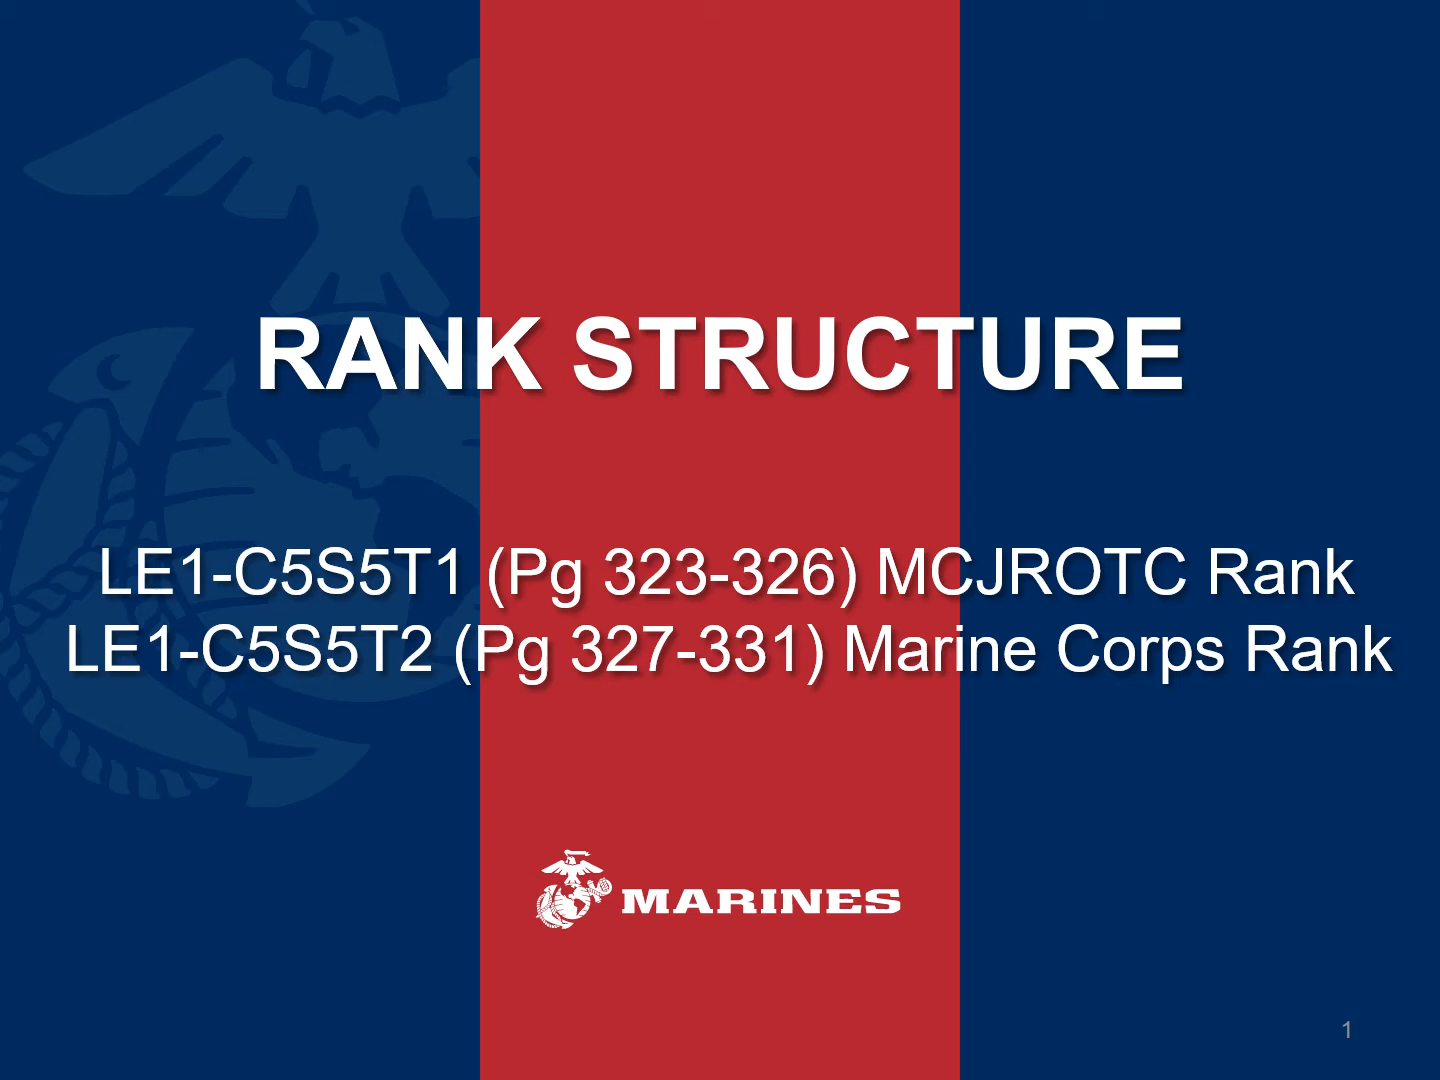 RANK STRUCTURE
LE1-C5S5T1 (Pg 323-326) MCJROTC Rank
LE1-C5S5T2 (Pg 327-331) Marine Corps Rank
MARINES
1